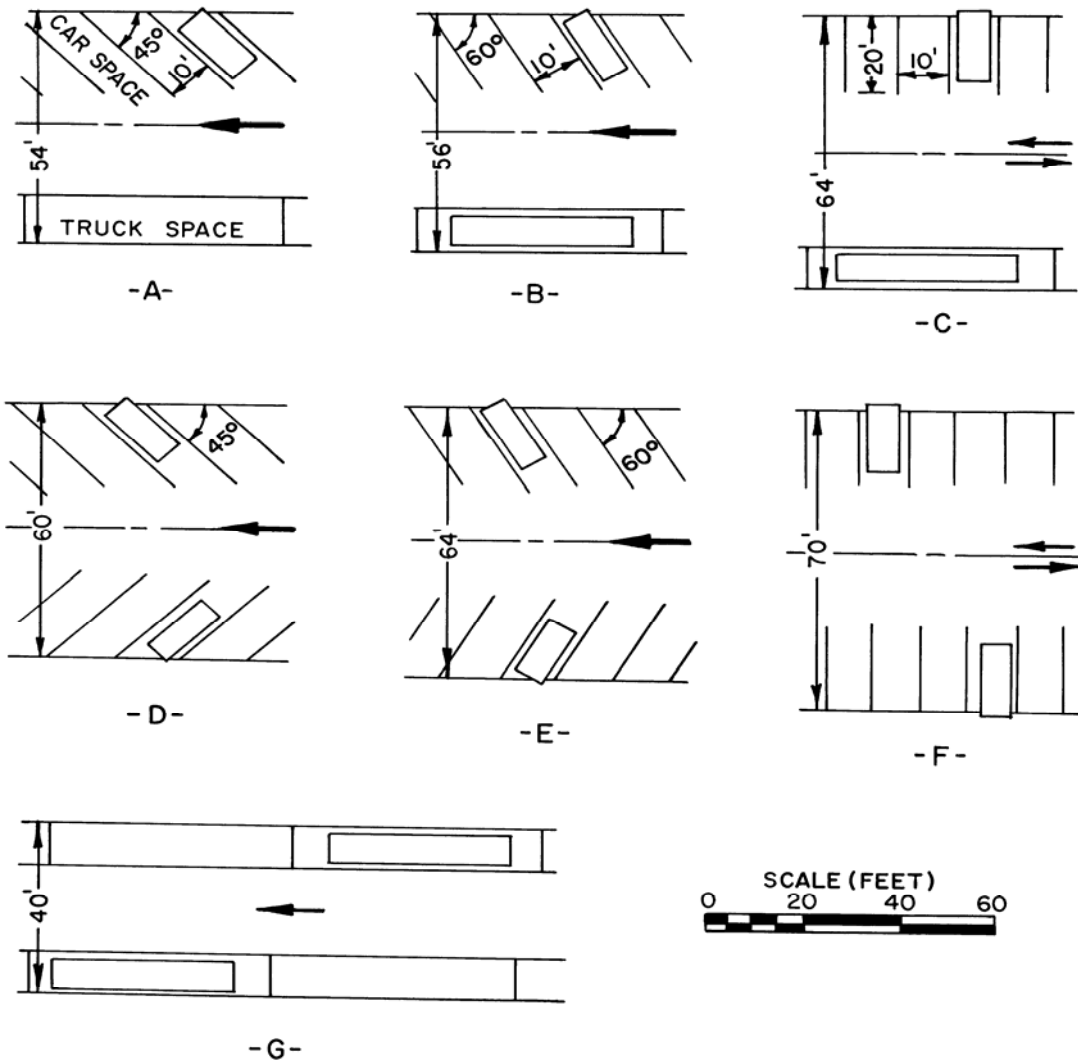 54'
CAR SPACE
45°
10'
TRUCK SPACE
-A-
56'
60°
10'
-B-
64'
20'
10'
-C-
60'
45°
-D-
64'
60°
-E-
70'
-F-
40'
-G-
SCALE (FEET)
0 20 40 60